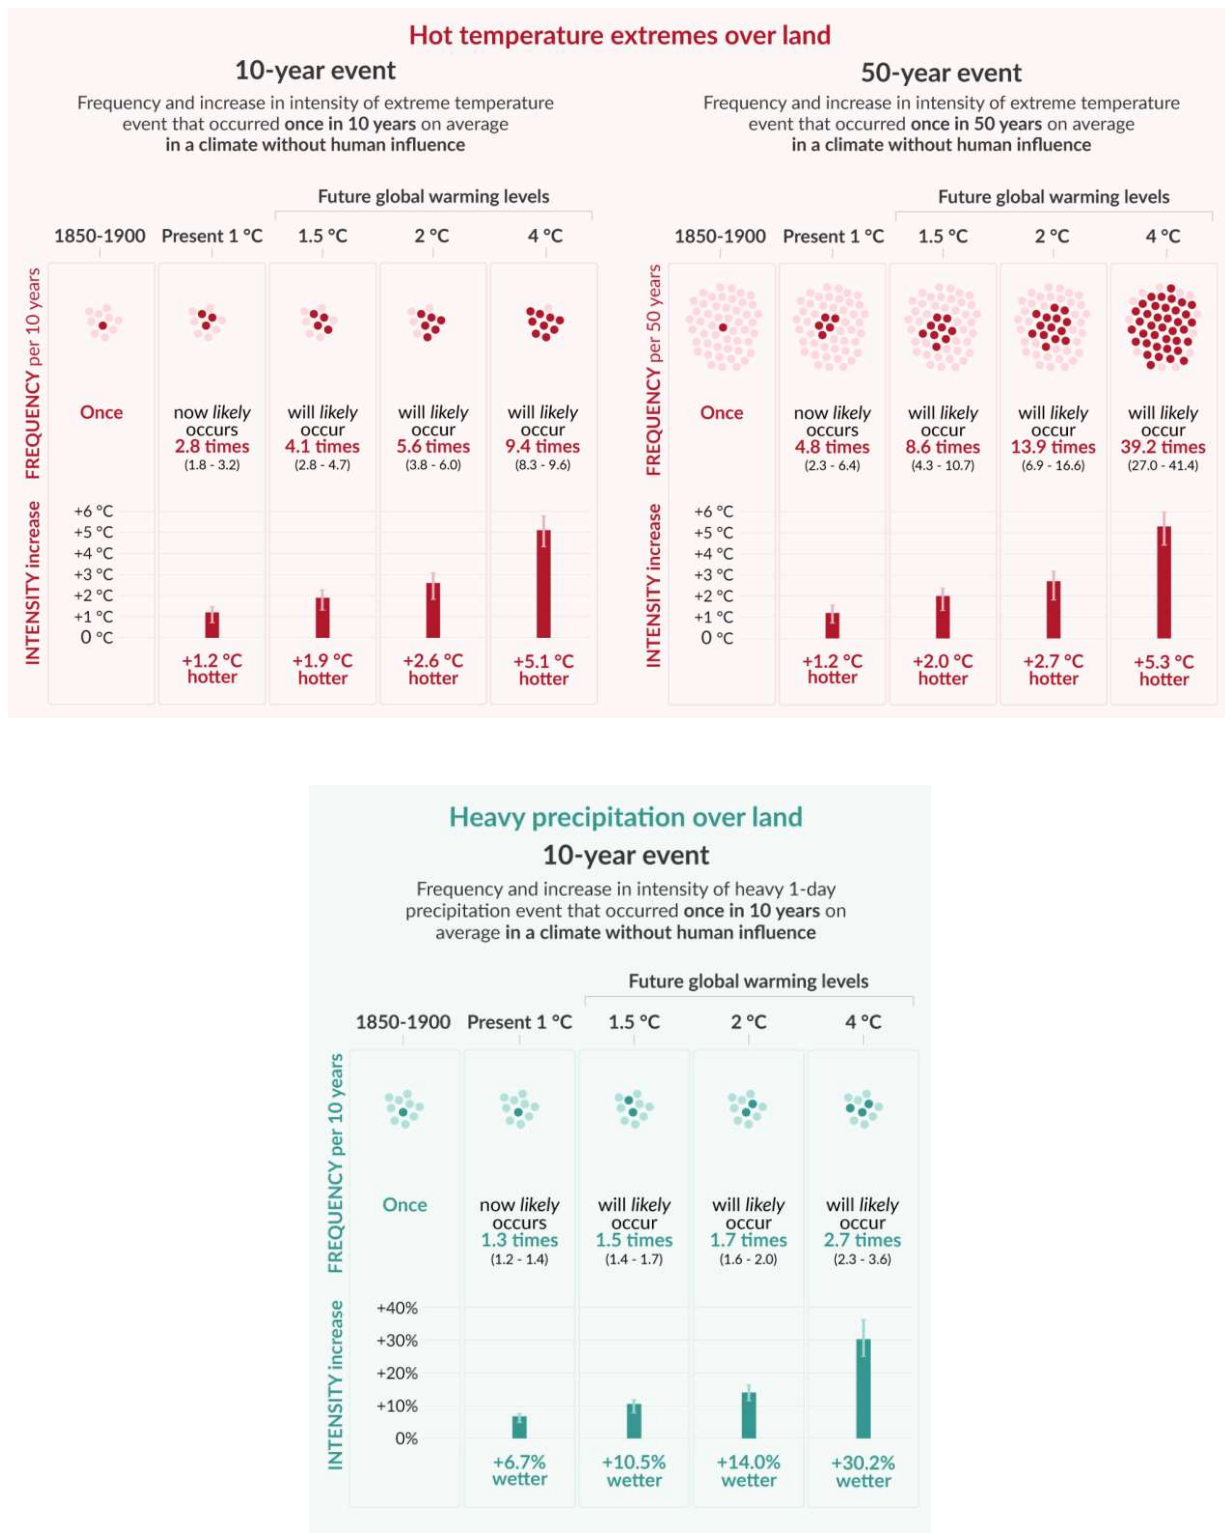 Hot temperature extremes over land
10-year event
Frequency and increase in intensity of extreme temperature
event that occurred once in 10 years on average
in a climate without human influence
Future global warming levels
1850-1900 Present 1 °C 1.5 °C 2 °C 4 °C
FREQUENCY per 10 years
Once
now likely
occurs
2.8 times
(1.8 - 3.2)
will likely
occur
4.1 times
(2.8 - 4.7)
will likely
occur
5.6 times
(3.8 - 6.0)
will likely
occur
9.4 times
(8.3 - 9.6)
INTENSITY increase
+6 °C
+5 °C
+4 °C
+3 °C
+2 °C
+1 °C
0 °C
+1.2 °C
hotter
+1.9 °C
hotter
+2.6 °C
hotter
+5.1 °C
hotter
50-year event
Frequency and increase in intensity of extreme temperature
event that occurred once in 50 years on average
in a climate without human influence
Future global warming levels
1850-1900 Present 1 °C 1.5 °C 2 °C 4 °C
FREQUENCY per 50 years
Once
now likely
occurs
4.8 times
(2.3 - 6.4)
will likely
occur
8.6 times
(4.3 - 10.7)
will likely
occur
13.9 times
(6.9 - 16.6)
will likely
occur
39.2 times
(27.0 - 41.4)
INTENSITY increase
+6 °C
+5 °C
+4 °C
+3 °C
+2 °C
+1 °C
0 °C
+1.2 °C
hotter
+2.0 °C
hotter
+2.7 °C
hotter
+5.3 °C
hotter
Heavy precipitation over land
10-year event
Frequency and increase in intensity of heavy 1-day
precipitation event that occurred once in 10 years on
average in a climate without human influence
Future global warming levels
1850-1900 Present 1 °C 1.5 °C 2 °C 4 °C
FREQUENCY per 10 years
Once
now likely
occurs
1.3 times
(1.2 - 1.4)
will likely
occur
1.5 times
(1.4 - 1.7)
will likely
occur
1.7 times
(1.6 - 2.0)
will likely
occur
2.7 times
(2.3 - 3.6)
INTENSITY increase
+40%
+30%
+20%
+10%
0%
+6.7%
wetter
+10.5%
wetter
+14.0%
wetter
+30.2%
wetter